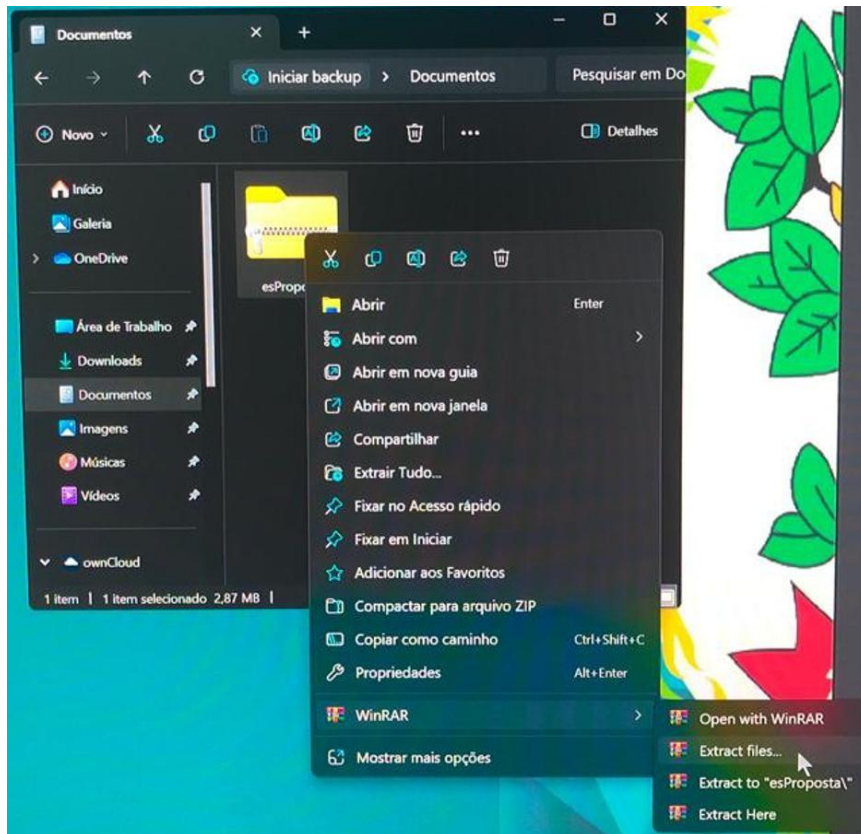 Documentos
Iniciar backup > Documentos
Pesquisar em Do
Novo
Detalhes
Início
Galeria
OneDrive
Área de Trabalho
Downloads
Documentos
Imagens
Músicas
Vídeos
ownCloud
1 item | 1 item selecionado 2,87 MB |
esPropo
Abrir Enter
Abrir com
Abrir em nova guia
Abrir em nova janela
Compartilhar
Extrair Tudo...
Fixar no Acesso rápido
Fixar em Iniciar
Adicionar aos Favoritos
Compactar para arquivo ZIP
Copiar como caminho Ctrl+Shift+C
Propriedades Alt+Enter
WinRAR
Mostrar mais opções
Open with WinRAR
Extract files...
Extract to "esProposta\"
Extract Here